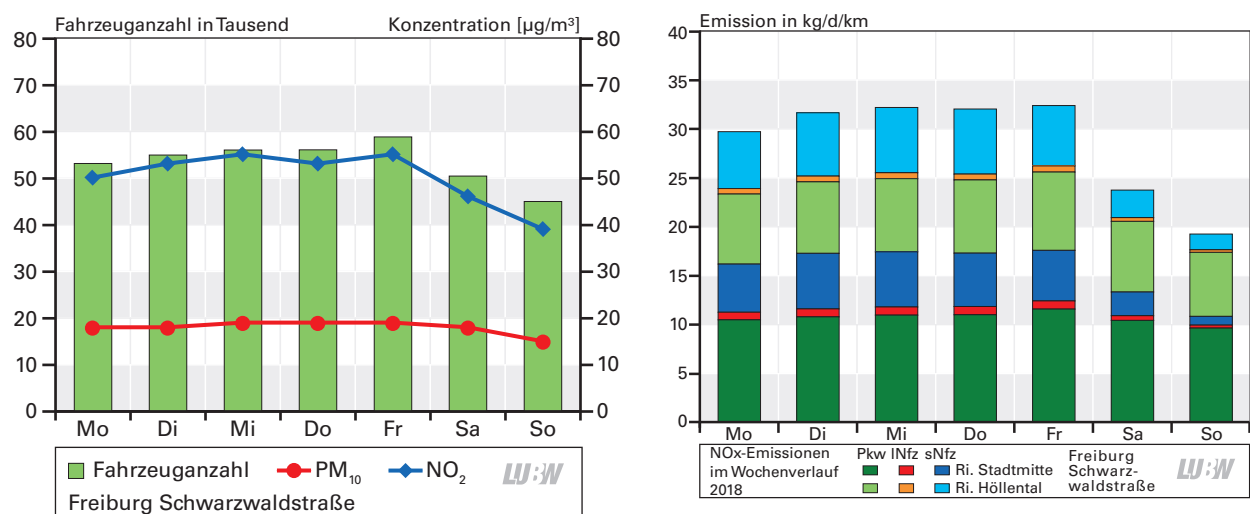 Fahrzeuganzahl in Tausend Konzentration [µg/m³]
80 80
70 70
60 60
50 50
40 40
30 30
20 20
10 10
0 0
Mo Di Mi Do Fr Sa So
Fahrzeuganzahl PM₁₀ NO₂ LUBW
Freiburg Schwarzwaldstraße
Emission in kg/d/km
40
35
30
25
20
15
10
5
0
Mo Di Mi Do Fr Sa So
NOx-Emissionen
im Wochenverlauf
2018
Pkw lNfz sNfz
Ri. Stadtmitte
Ri. Höllental
Freiburg
Schwarz-
waldstraße
LUBW